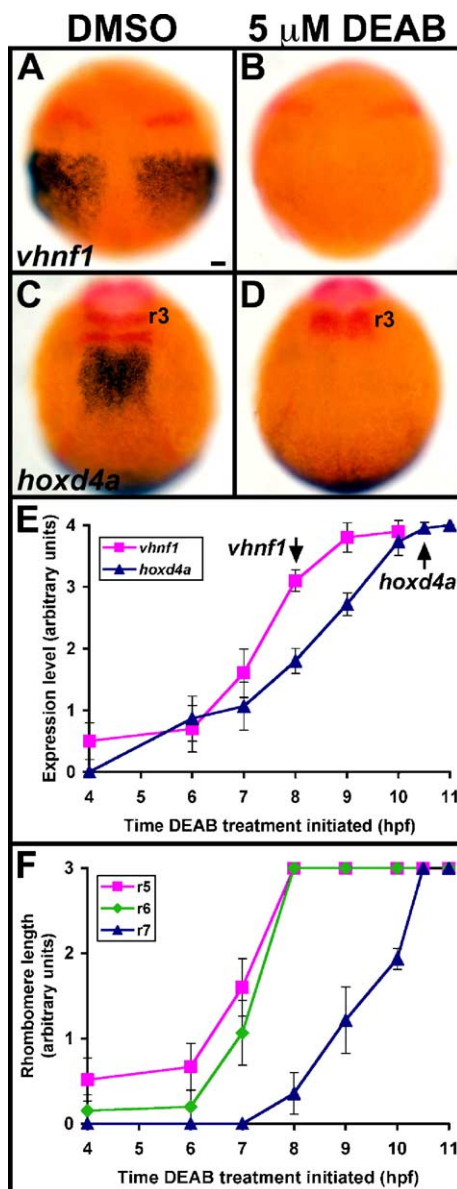 DMSO 5 μM DEAB
A B
vhnf1
C D
r3 r3
hoxd4a
E
4
3
2
1
0
Expression level (arbitrary units)
vhnf1
hoxd4a
vhnf1
hoxd4a
4 5 6 7 8 9 10 11
Time DEAB treatment initiated (hpf)
F
3
2
1
0
Rhombomere length
(arbitrary units)
r5
r6
r7
4 5 6 7 8 9 10 11
Time DEAB treatment initiated (hpf)